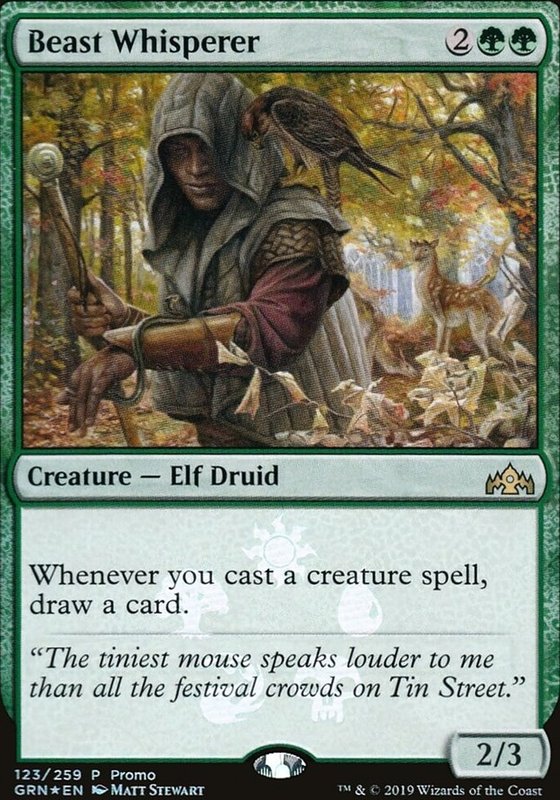 Beast Whisperer 2
Creature — Elf Druid
Whenever you cast a creature spell,
draw a card.
“The tiniest mouse speaks louder to me
than all the festival crowds on Tin Street.”
2/3
123/259 P Promo
GRN★EN Matt Stewart ™ & © 2019 Wizards of the Coast